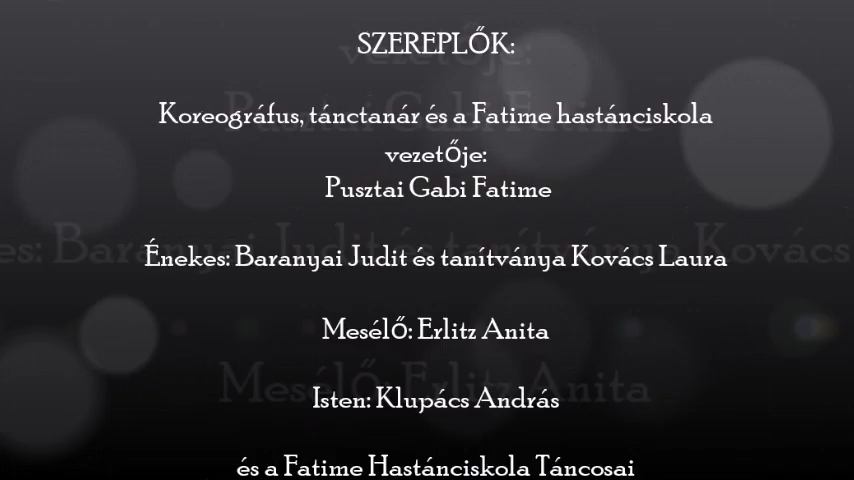 SZEREPLŐK:
Koreográfus, tánctanár és a Fatime hastánciskola
vezetője:
Pusztai Gabi Fatime
Énekes: Baranyai Judit és tanítványa Kovács Laura
Mesélő: Erlitz Anita
Isten: Klupács András
és a Fatime Hastánciskola Táncosai